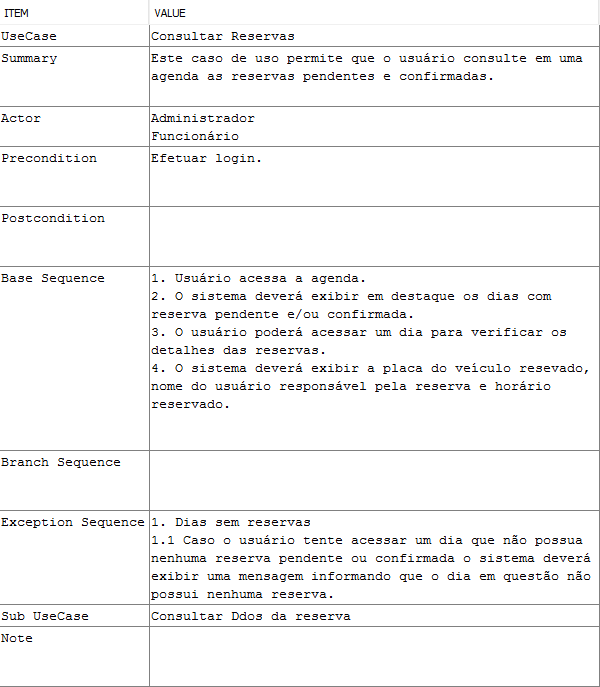 ITEM VALUE
UseCase Consultar Reservas
Summary Este caso de uso permite que o usuário consulte em uma
agenda as reservas pendentes e confirmadas.
Actor Administrador
Funcionário
Precondition Efetuar login.
Postcondition
Base Sequence 1. Usuário acessa a agenda.
2. O sistema deverá exibir em destaque os dias com
reserva pendente e/ou confirmada.
3. O usuário poderá acessar um dia para verificar os
detalhes das reservas.
4. O sistema deverá exibir a placa do veículo resevado,
nome do usuário responsável pela reserva e horário
reservado.
Branch Sequence
Exception Sequence 1. Dias sem reservas
1.1 Caso o usuário tente acessar um dia que não possua
nenhuma reserva pendente ou confirmada o sistema deverá
exibir uma mensagem informando que o dia em questão não
possui nenhuma reserva.
Sub UseCase Consultar Ddos da reserva
Note